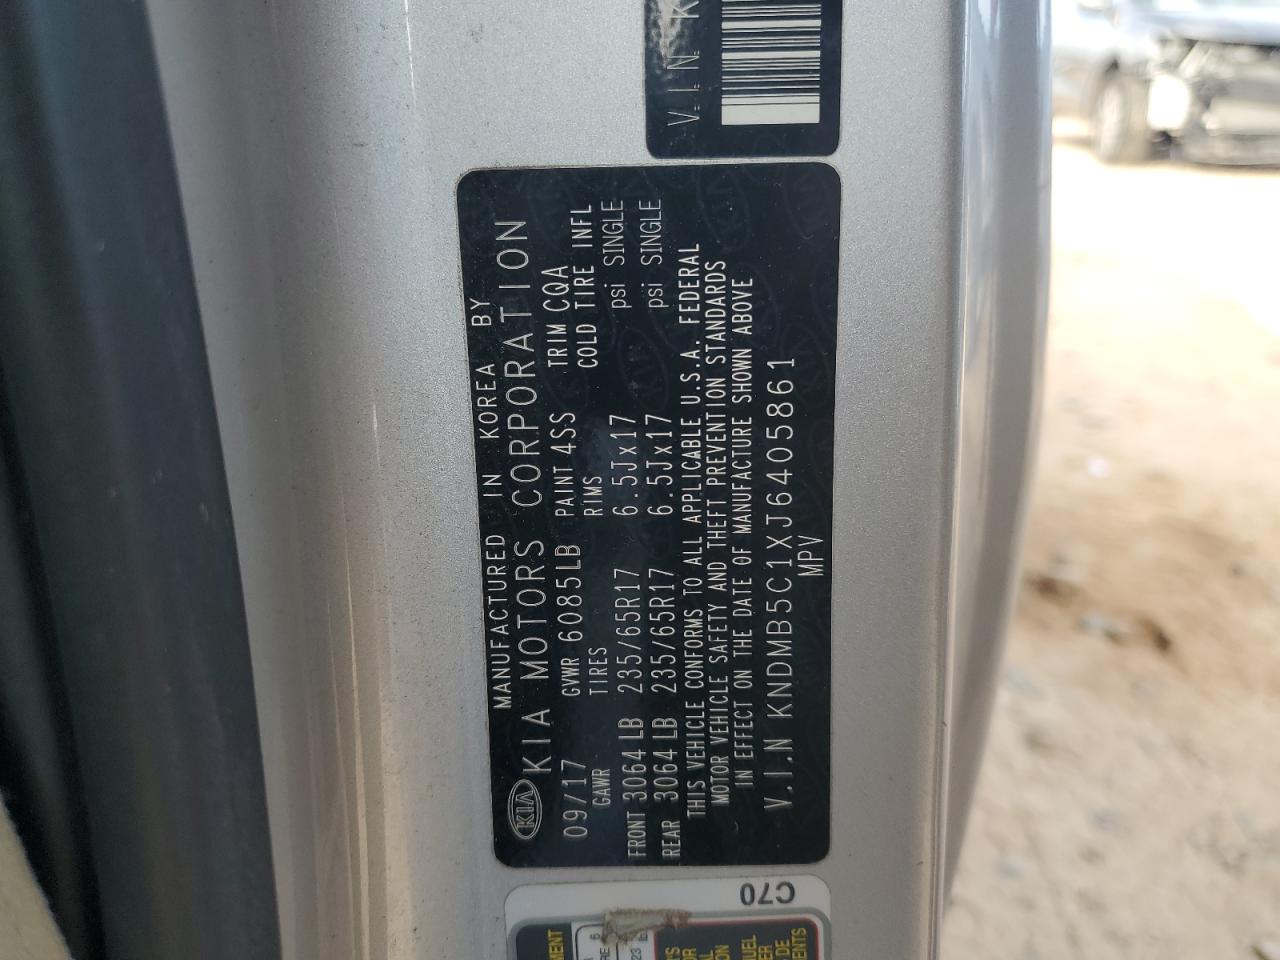 MANUFACTURED IN KOREA BY
KIA KIA MOTORS CORPORATION
09/17 GVWR 6085LB PAINT 4SS TRIM CQA
GAWR TIRES RIMS COLD TIRE INFL
FRONT 3064 LB 235/65R17 6.5Jx17 psi SINGLE
REAR 3064 LB 235/65R17 6.5Jx17 psi SINGLE
THIS VEHICLE CONFORMS TO ALL APPLICABLE U.S.A. FEDERAL
MOTOR VEHICLE SAFETY AND THEFT PREVENTION STANDARDS
IN EFFECT ON THE DATE OF MANUFACTURE SHOWN ABOVE
V.I.N KNDMB5C1XJ6405861
MPV
V.I.N. K
C70